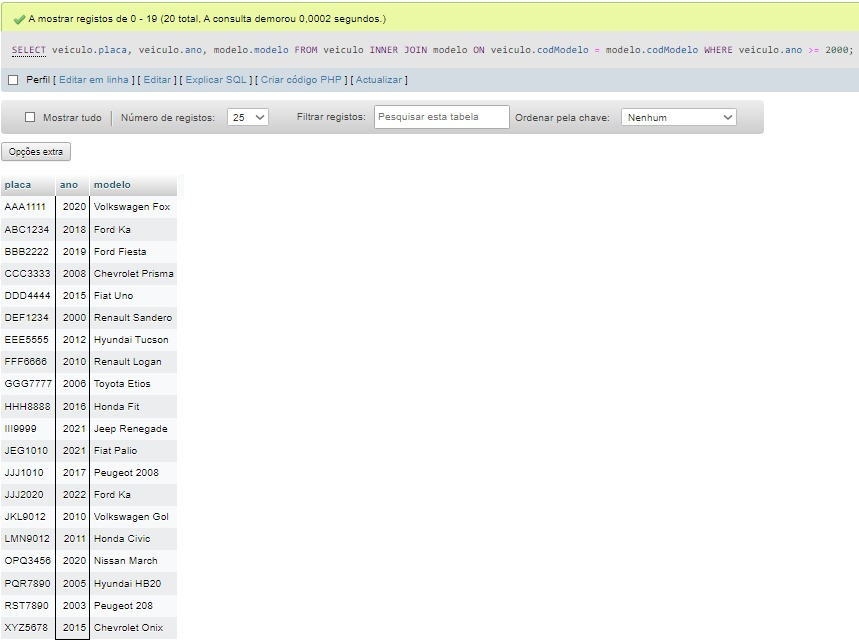 A mostrar registos de 0 - 19 (20 total, A consulta demorou 0,0002 segundos.)
SELECT veiculo.placa, veiculo.ano, modelo.modelo FROM veiculo INNER JOIN modelo ON veiculo.codModelo = modelo.codModelo WHERE veiculo.ano >= 2000;
Perfil [ Editar em linha ] [ Editar ] [ Explicar SQL ] [ Criar código PHP ] [ Actualizar ]
Mostrar tudo | Número de registos: 25 Filtrar registos: Pesquisar esta tabela Ordenar pela chave: Nenhum
Opções extra
placa ano modelo
AAA1111 2020 Volkswagen Fox
ABC1234 2018 Ford Ka
BBB2222 2019 Ford Fiesta
CCC3333 2008 Chevrolet Prisma
DDD4444 2015 Fiat Uno
DEF1234 2000 Renault Sandero
EEE5555 2012 Hyundai Tucson
FFF6666 2010 Renault Logan
GGG7777 2006 Toyota Etios
HHH8888 2016 Honda Fit
III9999 2021 Jeep Renegade
JEG1010 2021 Fiat Palio
JJJ1010 2017 Peugeot 2008
JJJ2020 2022 Ford Ka
JKL9012 2010 Volkswagen Gol
LMN9012 2011 Honda Civic
OPQ3456 2020 Nissan March
PQR7890 2005 Hyundai HB20
RST7890 2003 Peugeot 208
XYZ5678 2015 Chevrolet Onix